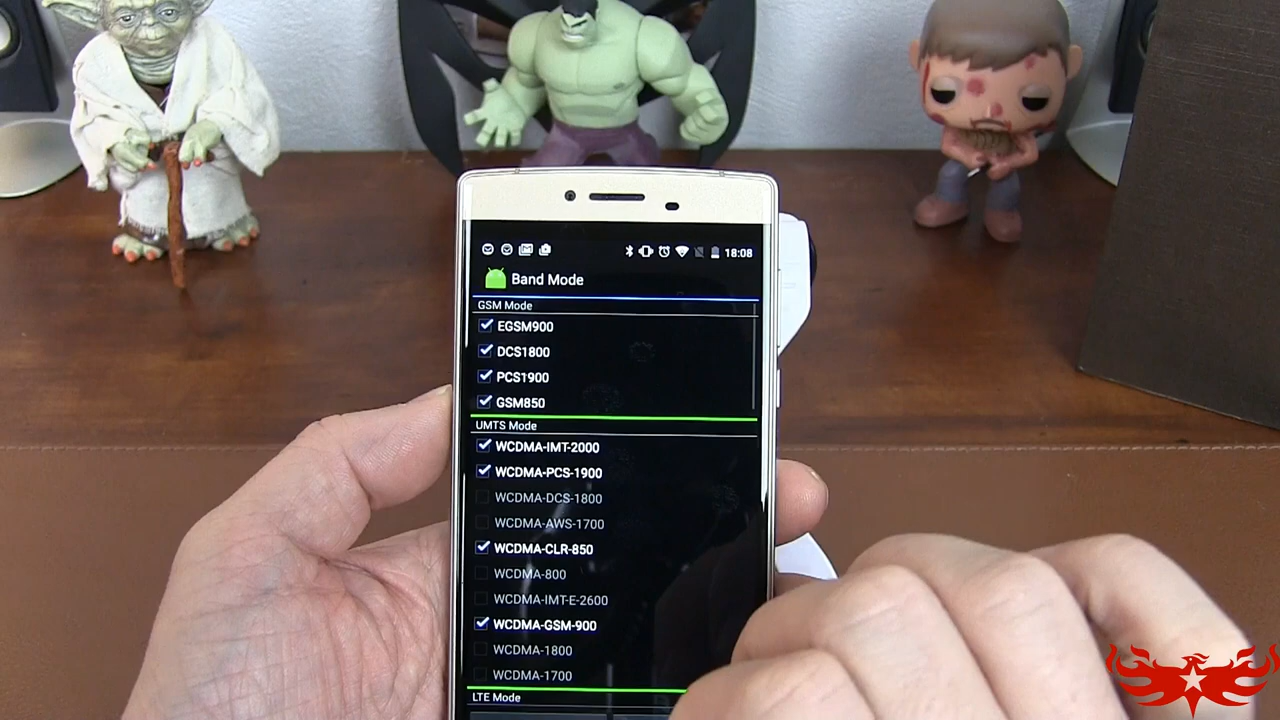 18:08
Band Mode
GSM Mode
EGSM900
DCS1800
PCS1900
GSM850
UMTS Mode
WCDMA-IMT-2000
WCDMA-PCS-1900
WCDMA-DCS-1800
WCDMA-AWS-1700
WCDMA-CLR-850
WCDMA-800
WCDMA-IMT-E-2600
WCDMA-GSM-900
WCDMA-1800
WCDMA-1700
LTE Mode